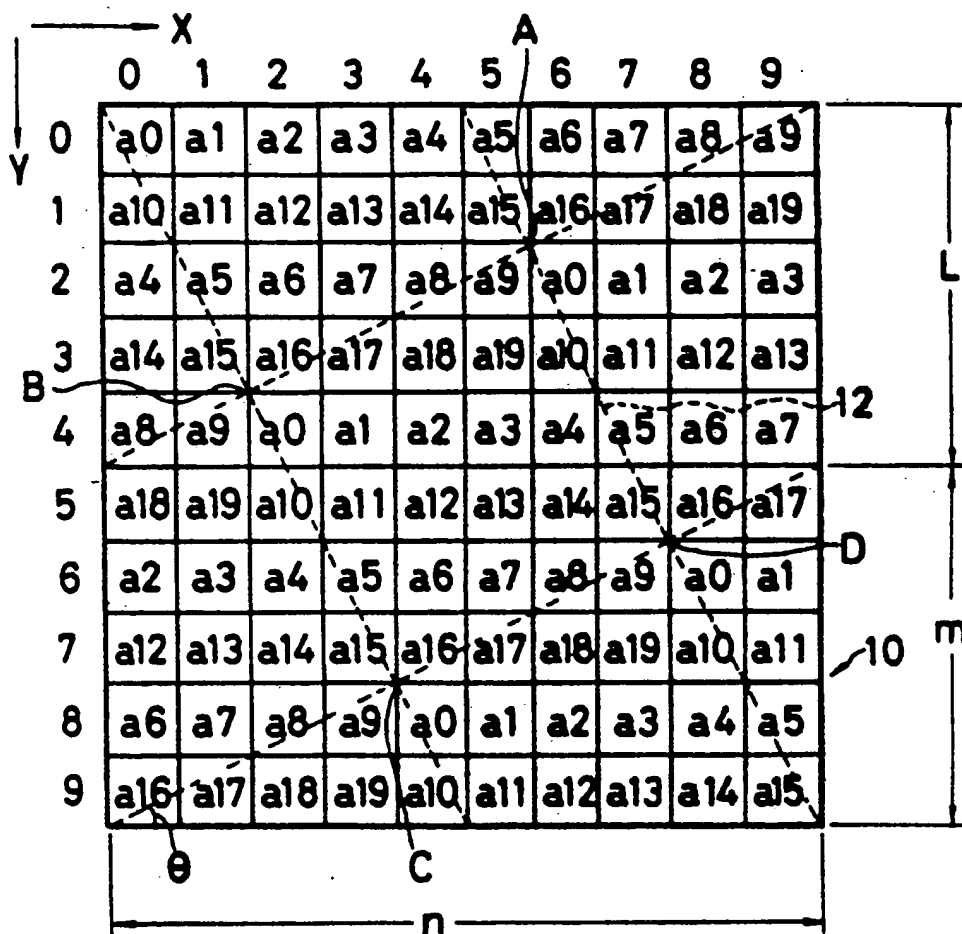 X A
0 1 2 3 4 5 6 7 8 9
Y
0 a0 a1 a2 a3 a4 a5 a6 a7 a8 a9
1 a10 a11 a12 a13 a14 a15 a16 a17 a18 a19
2 a4 a5 a6 a7 a8 a9 a0 a1 a2 a3 L
3 a14 a15 a16 a17 a18 a19 a10 a11 a12 a13
B 12
4 a8 a9 a0 a1 a2 a3 a4 a5 a6 a7
5 a18 a19 a10 a11 a12 a13 a14 a15 a16 a17
D
6 a2 a3 a4 a5 a6 a7 a8 a9 a0 a1
7 a12 a13 a14 a15 a16 a17 a18 a19 a10 a11 10 m
8 a6 a7 a8 a9 a0 a1 a2 a3 a4 a5
9 a16 a17 a18 a19 a10 a11 a12 a13 a14 a15
θ C
n